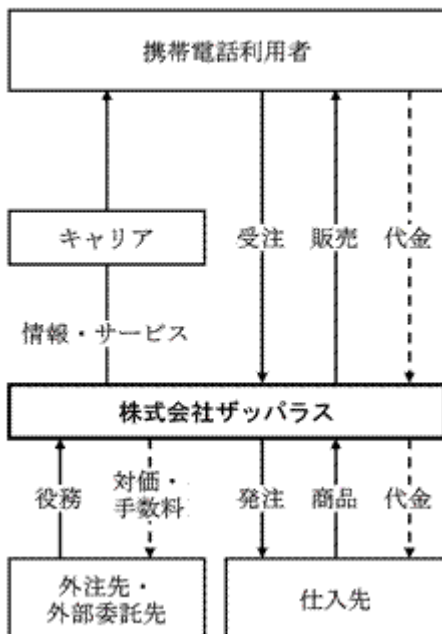 携帯電話利用者
キャリア
受注
販売
代金
情報・サービス
株式会社ザッパラス
役務
対価・
手数料
発注
商品
代金
外注先・
外部委託先
仕入先